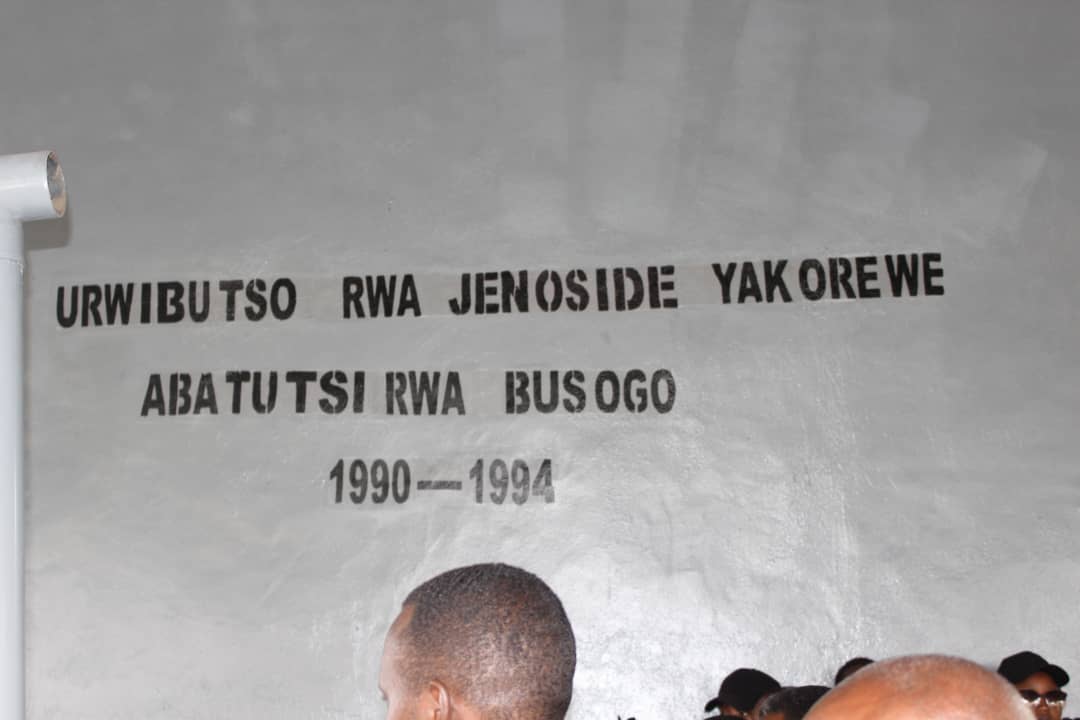 URWIBUTSO RWA JENOSIDE YAKOREWE
ABATUTSI RWA BUSOGO
1990—1994